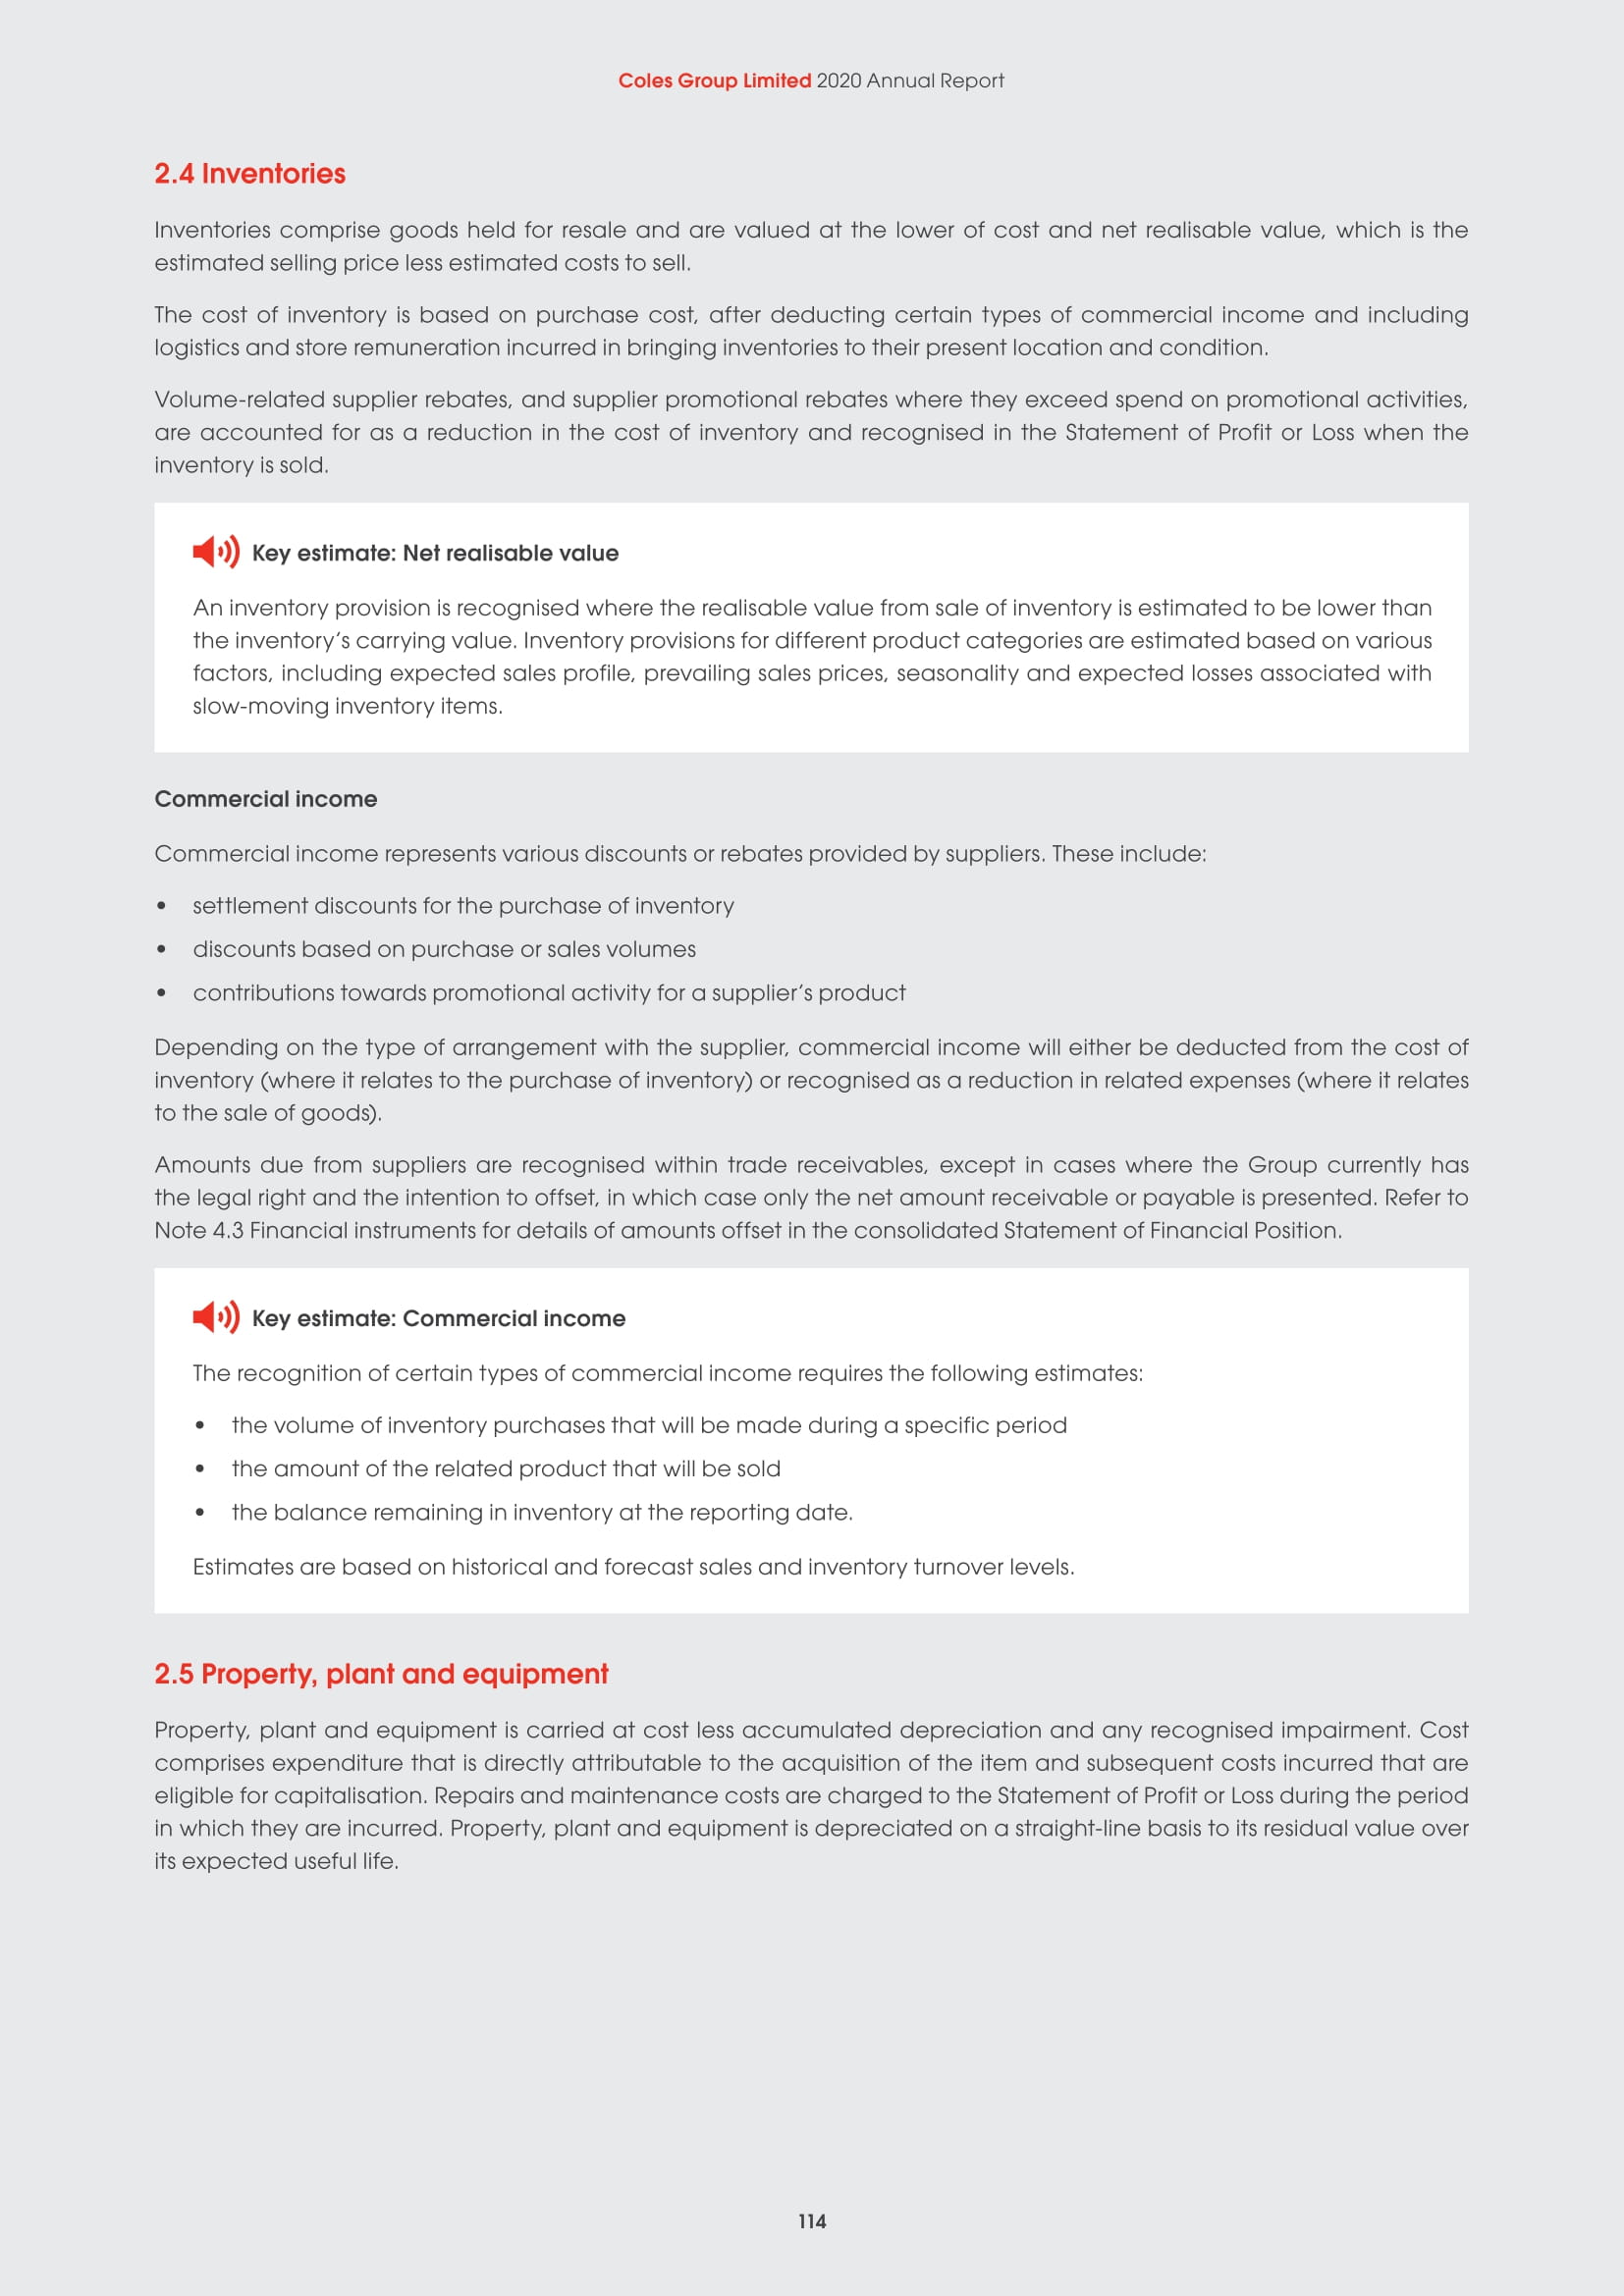 Coles Group Limited 2020 Annual Report
2.4 Inventories
Inventories comprise goods held for resale and are valued at the lower of cost and net realisable value, which is the
estimated selling price less estimated costs to sell.
The cost of inventory is based on purchase cost, after deducting certain types of commercial income and including
logistics and store remuneration incurred in bringing inventories to their present location and condition.
Volume-related supplier rebates, and supplier promotional rebates where they exceed spend on promotional activities,
are accounted for as a reduction in the cost of inventory and recognised in the Statement of Profit or Loss when the
inventory is sold.
Key estimate: Net realisable value
An inventory provision is recognised where the realisable value from sale of inventory is estimated to be lower than
the inventory's carrying value. Inventory provisions for different product categories are estimated based on various
factors, including expected sales profile, prevailing sales prices, seasonality and expected losses associated with
slow-moving inventory items.
Commercial income
Commercial income represents various discounts or rebates provided by suppliers. These include:
• settlement discounts for the purchase of inventory
• discounts based on purchase or sales volumes
• contributions towards promotional activity for a supplier's product
Depending on the type of arrangement with the supplier, commercial income will either be deducted from the cost of
inventory (where it relates to the purchase of inventory) or recognised as a reduction in related expenses (where it relates
to the sale of goods).
Amounts due from suppliers are recognised within trade receivables, except in cases where the Group currently has
the legal right and the intention to offset, in which case only the net amount receivable or payable is presented. Refer to
Note 4.3 Financial instruments for details of amounts offset in the consolidated Statement of Financial Position.
Key estimate: Commercial income
The recognition of certain types of commercial income requires the following estimates:
• the volume of inventory purchases that will be made during a specific period
• the amount of the related product that will be sold
• the balance remaining in inventory at the reporting date.
Estimates are based on historical and forecast sales and inventory turnover levels.
2.5 Property, plant and equipment
Property, plant and equipment is carried at cost less accumulated depreciation and any recognised impairment. Cost
comprises expenditure that is directly attributable to the acquisition of the item and subsequent costs incurred that are
eligible for capitalisation. Repairs and maintenance costs are charged to the Statement of Profit or Loss during the period
in which they are incurred. Property, plant and equipment is depreciated on a straight-line basis to its residual value over
its expected useful life.
114